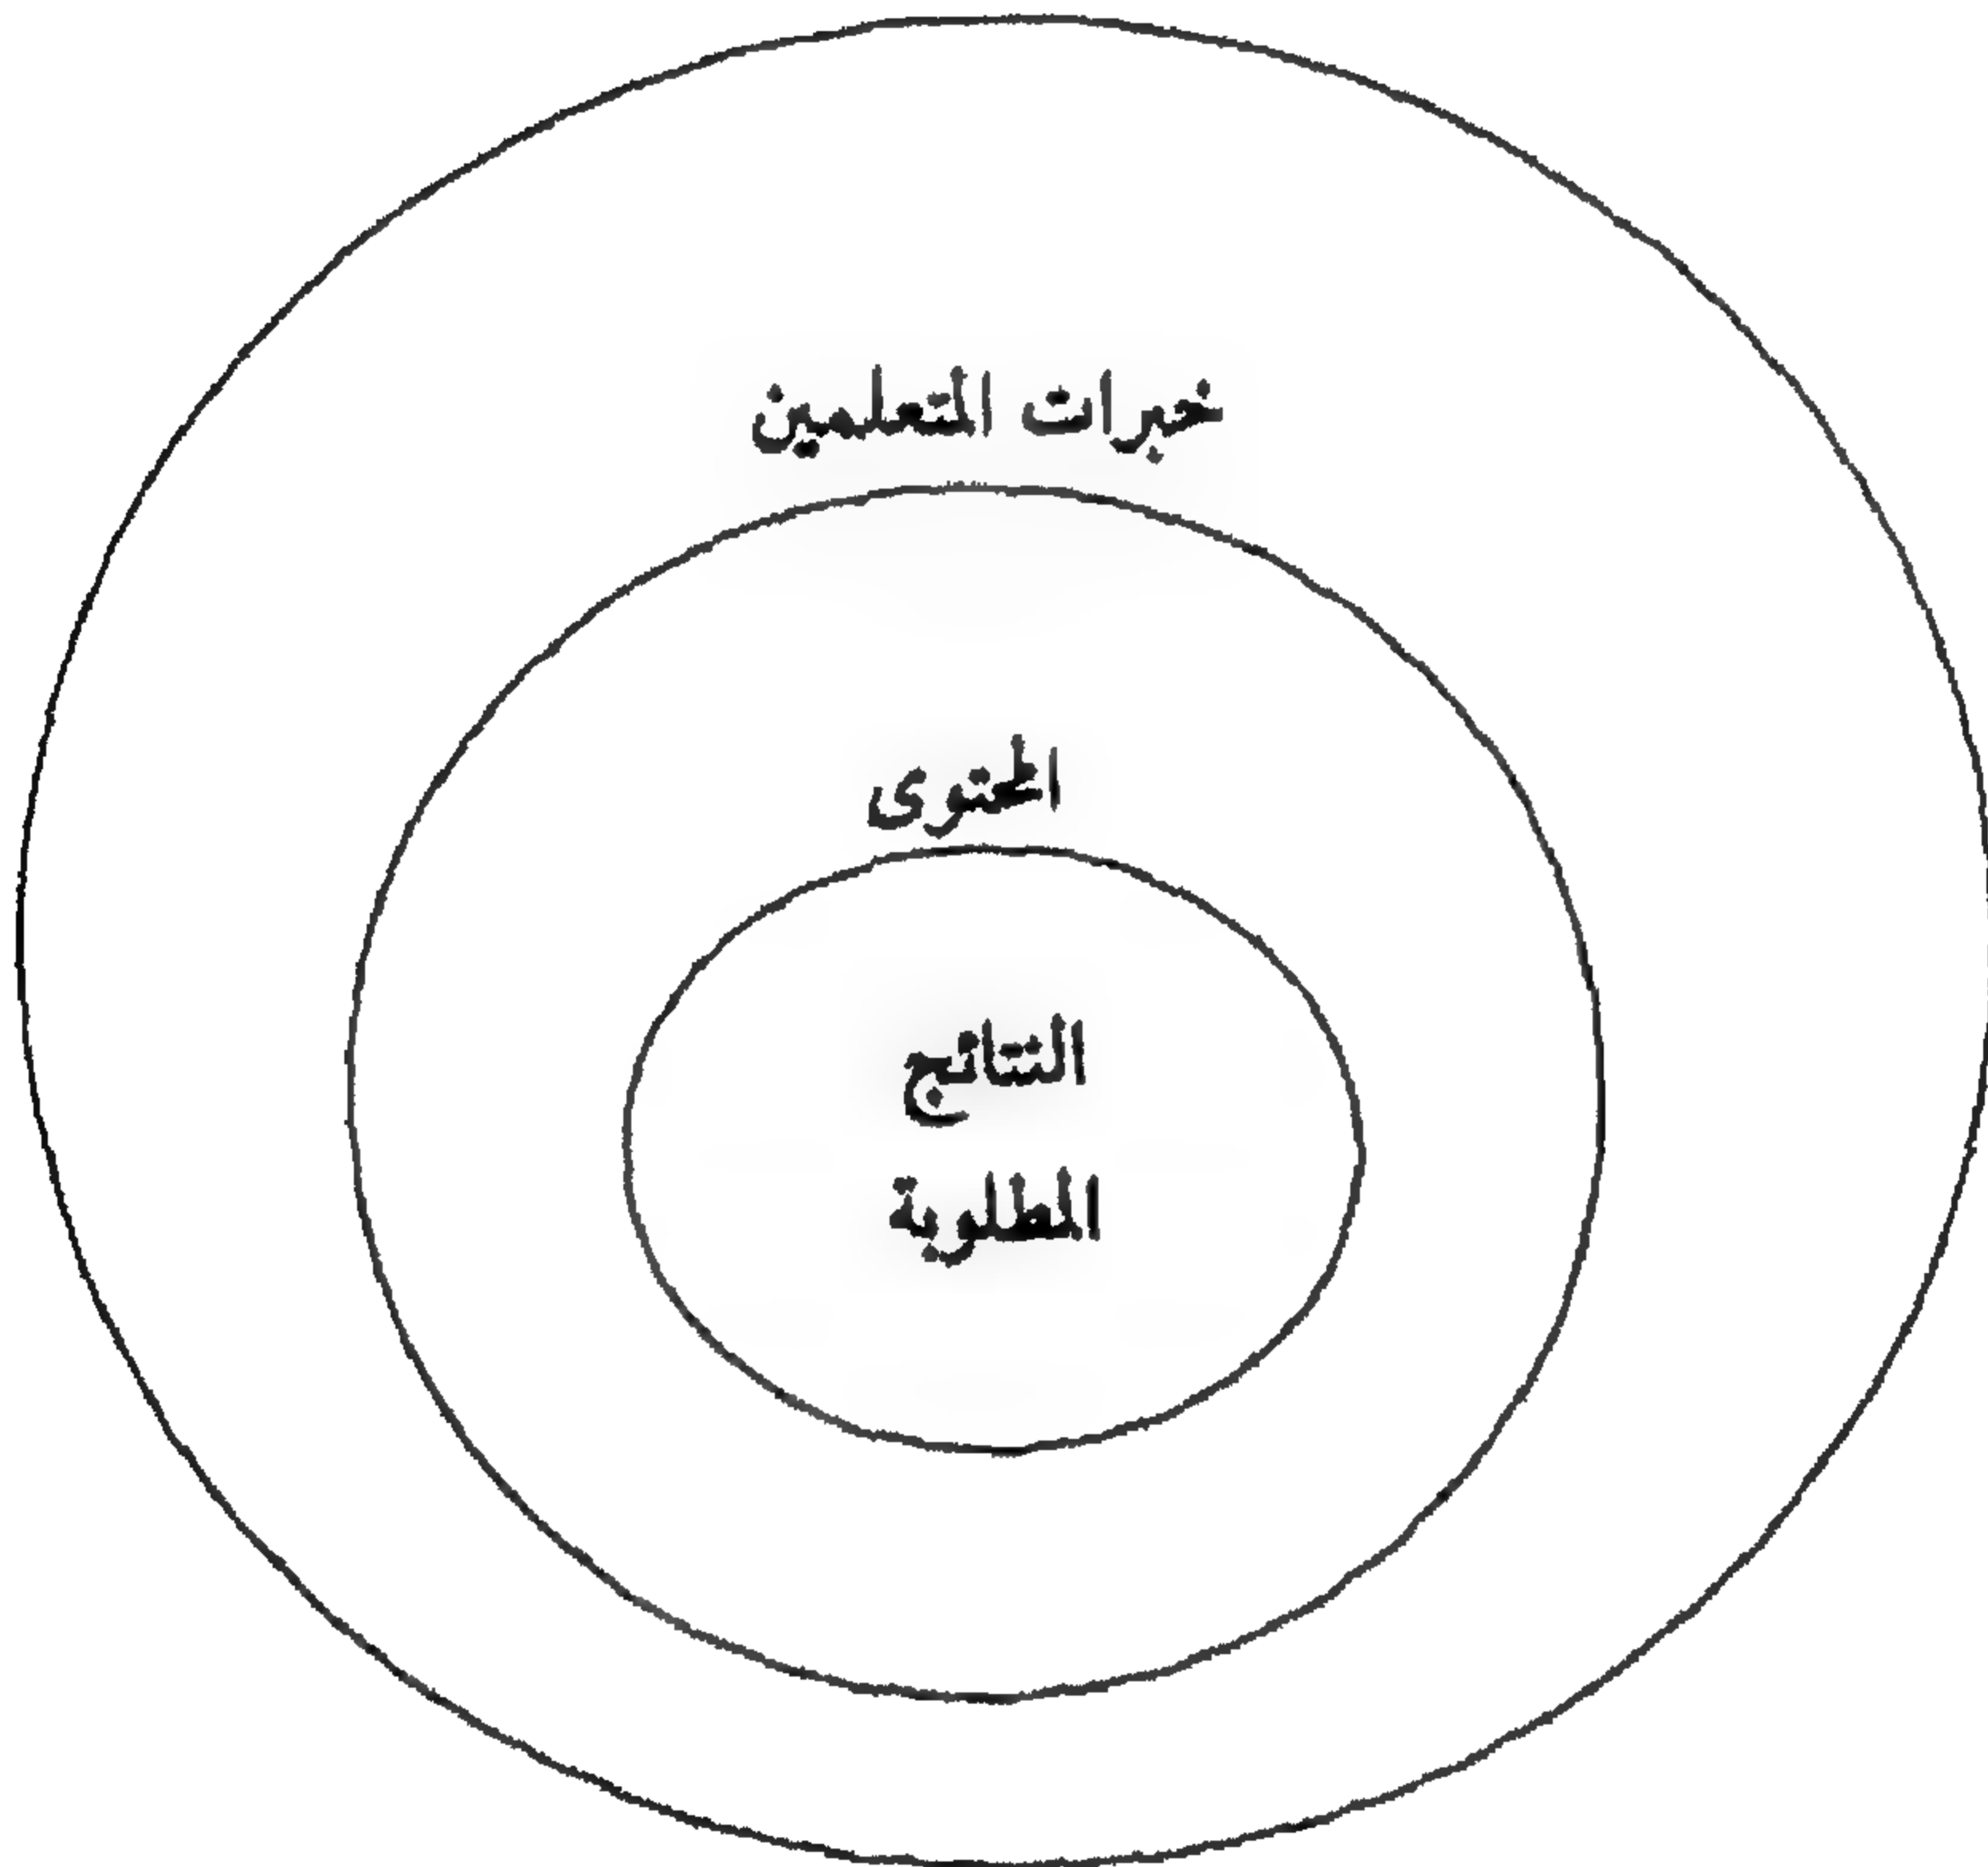 خبرات المتعلمين
المحتوى
النتائج
المطلوبة